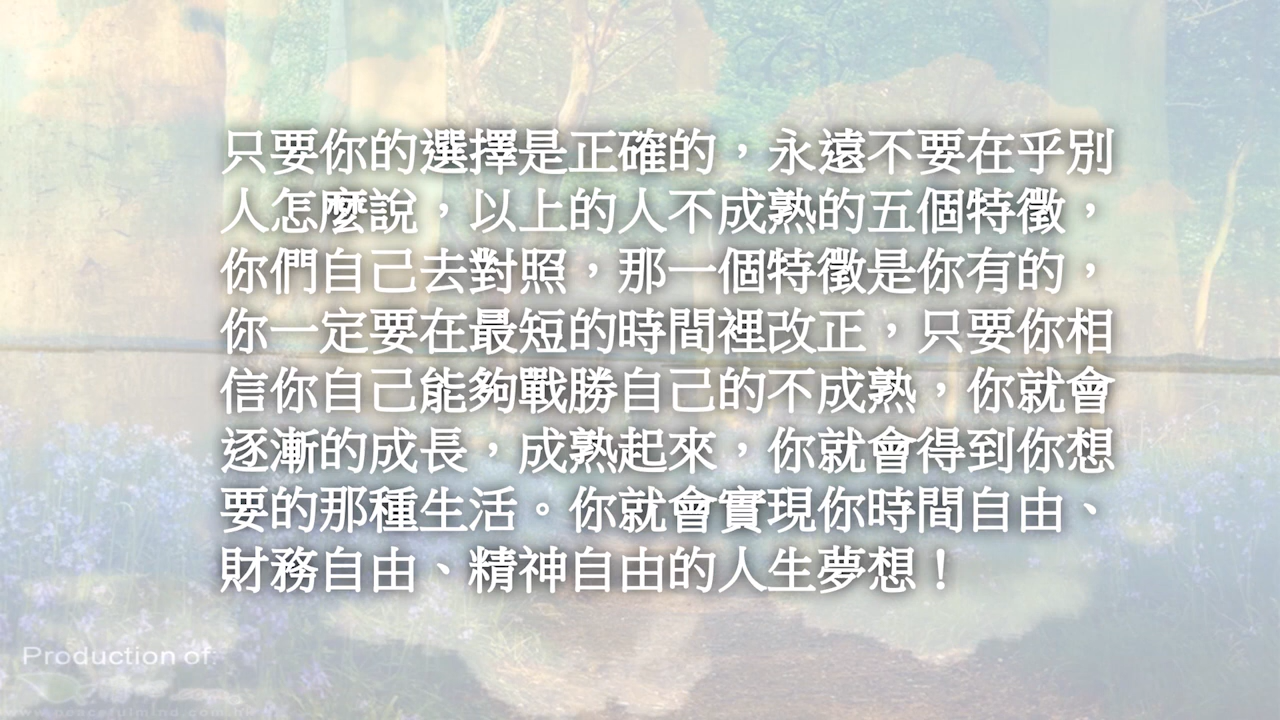 只要你的選擇是正確的，永遠不要在乎別
人怎麼說，以上的人不成熟的五個特徵，
你們自己去對照，那一個特徵是你有的，
你一定要在最短的時間裡改正，只要你相
信你自己能夠戰勝自己的不成熟，你就會
逐漸的成長，成熟起來，你就會得到你想
要的那種生活。你就會實現你時間自由、
財務自由、精神自由的人生夢想！
Production of: